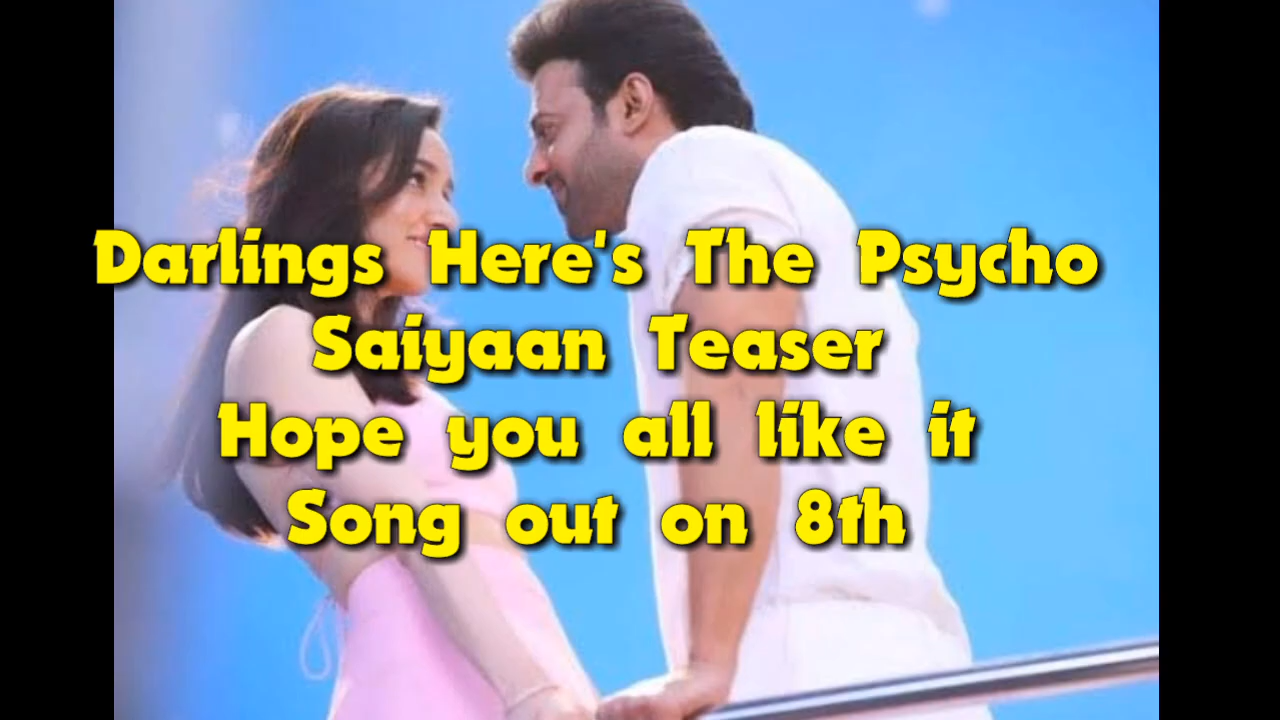 Darlings Here's The Psycho
Saiyaan Teaser
Hope you all like it
Song out on 8th